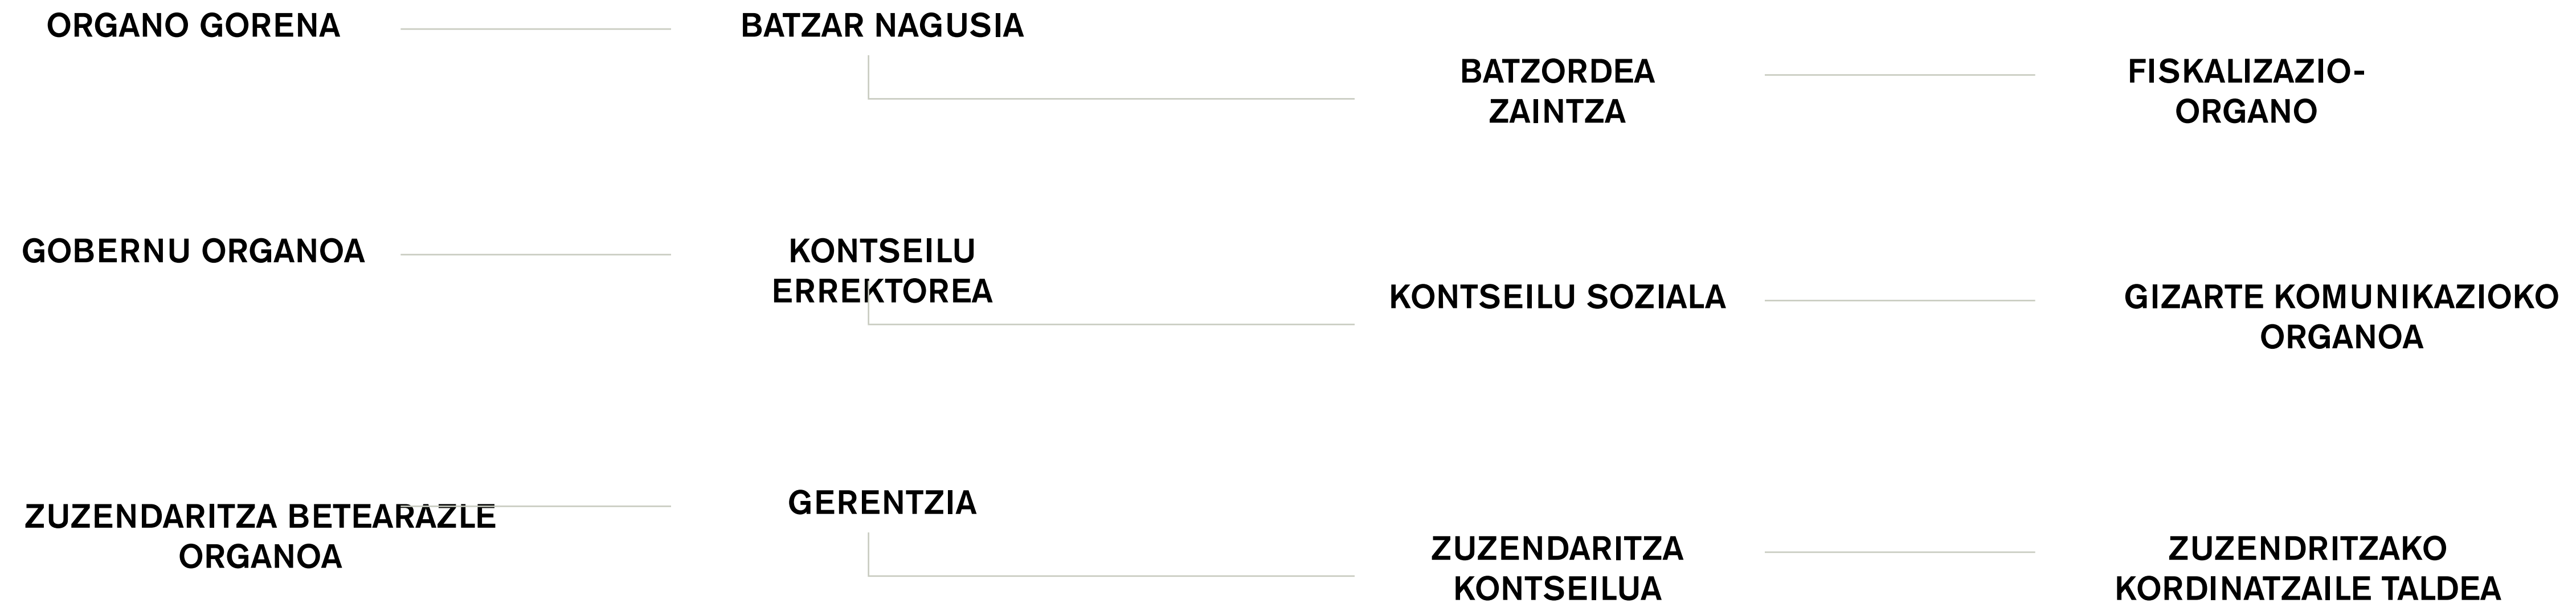 ORGANO GORENA
BATZAR NAGUSIA
BATZORDEA
ZAINTZA
FISKALIZAZIO-
ORGANO
GOBERNU ORGANOA
KONTSEILU
ERREKTOREA
KONTSEILU SOZIALA
GIZARTE KOMUNIKAZIOKO
ORGANOA
ZUZENDARITZA BETEARAZLE
ORGANOA
GERENTZIA
ZUZENDARITZA
KONTSEILUA
ZUZENDRITZAKO
KORDINATZAILE TALDEA